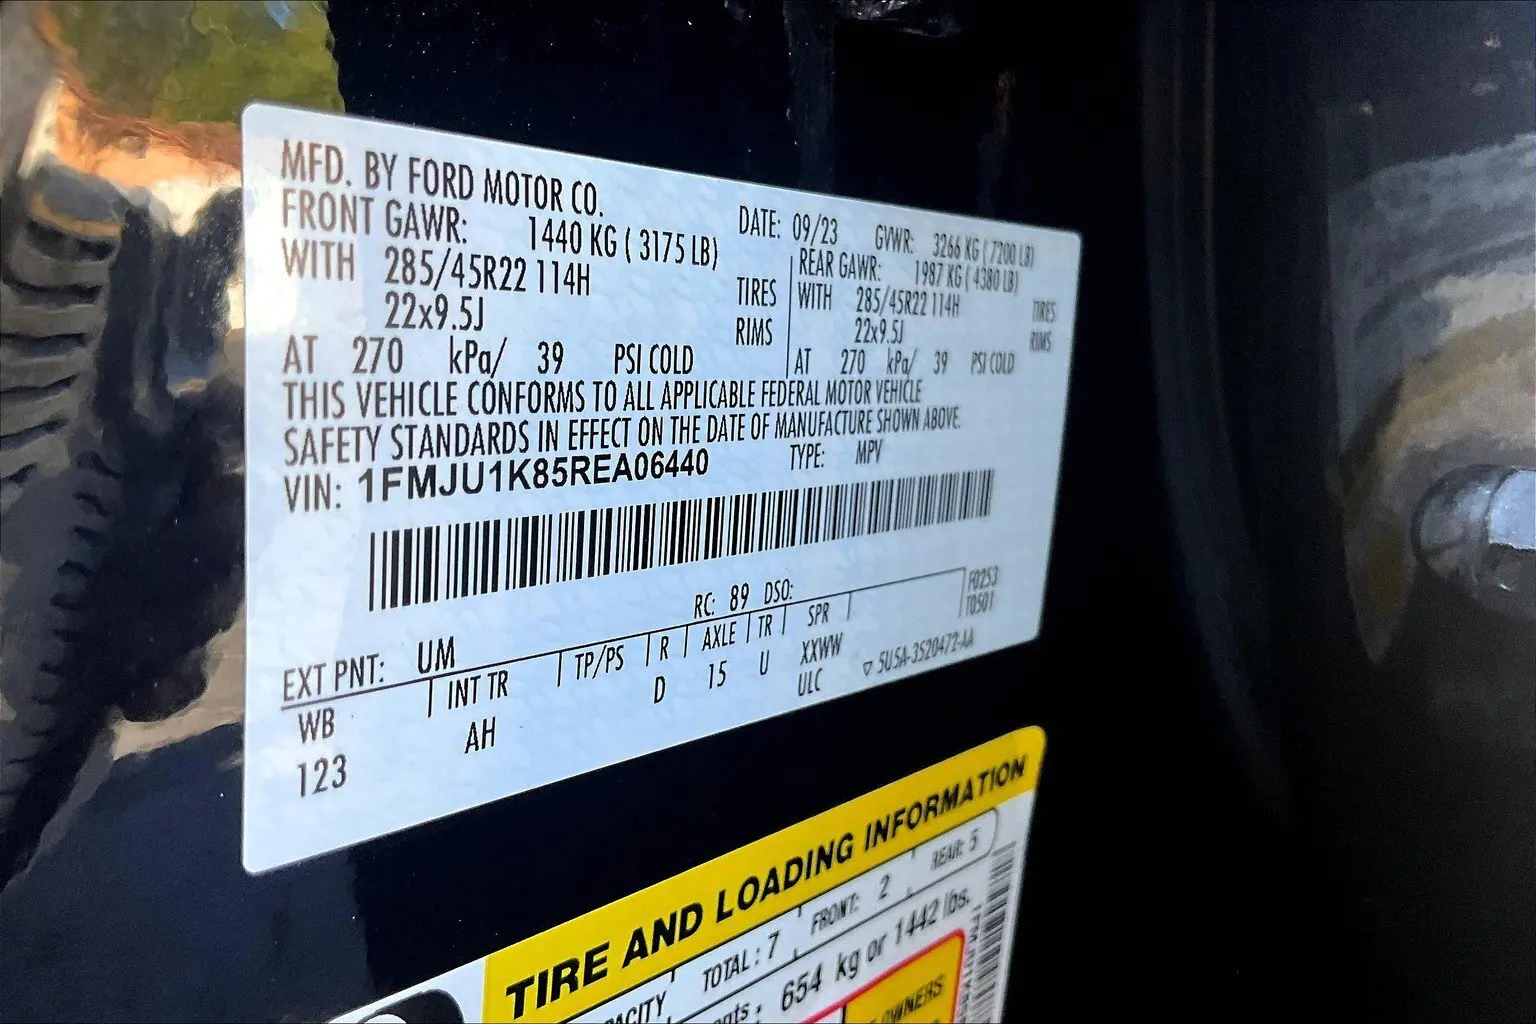 MFD. BY FORD MOTOR CO.
DATE: 09/23 GVWR: 3266 KG ( 7200 LB)
FRONT GAWR: 1440 KG ( 3175 LB)
REAR GAWR: 1987 KG ( 4380 LB)
WITH 285/45R22 114H TIRES
WITH 285/45R22 114H TIRES
22x9.5J RIMS
22x9.5J RIMS
AT 270 kPa/ 39 PSI COLD
AT 270 kPa/ 39 PSI COLD
THIS VEHICLE CONFORMS TO ALL APPLICABLE FEDERAL MOTOR VEHICLE
SAFETY STANDARDS IN EFFECT ON THE DATE OF MANUFACTURE SHOWN ABOVE.
VIN: 1FMJU1K85REA06440 TYPE: MPV
F0253
T0501
EXT PNT: UM RC: 89 DSO:
WB INT TR TP/PS R AXLE TR SPR
123 AH D 15 U XXWW
ULC 5U5A-3520472-AA
TIRE AND LOADING INFORMATION
TOTAL: 7 FRONT: 2 REAR: 5
654 kg or 1442 lbs.
OWNERS